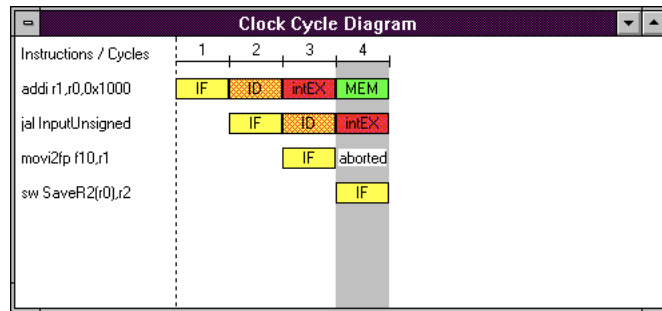 Clock Cycle Diagram
Instructions / Cycles 1 2 3 4
addi r1,r0,0x1000 IF ID intEX MEM
jal InputUnsigned IF ID intEX
movi2fp f10,r1 IF aborted
sw SaveR2(r0),r2 IF